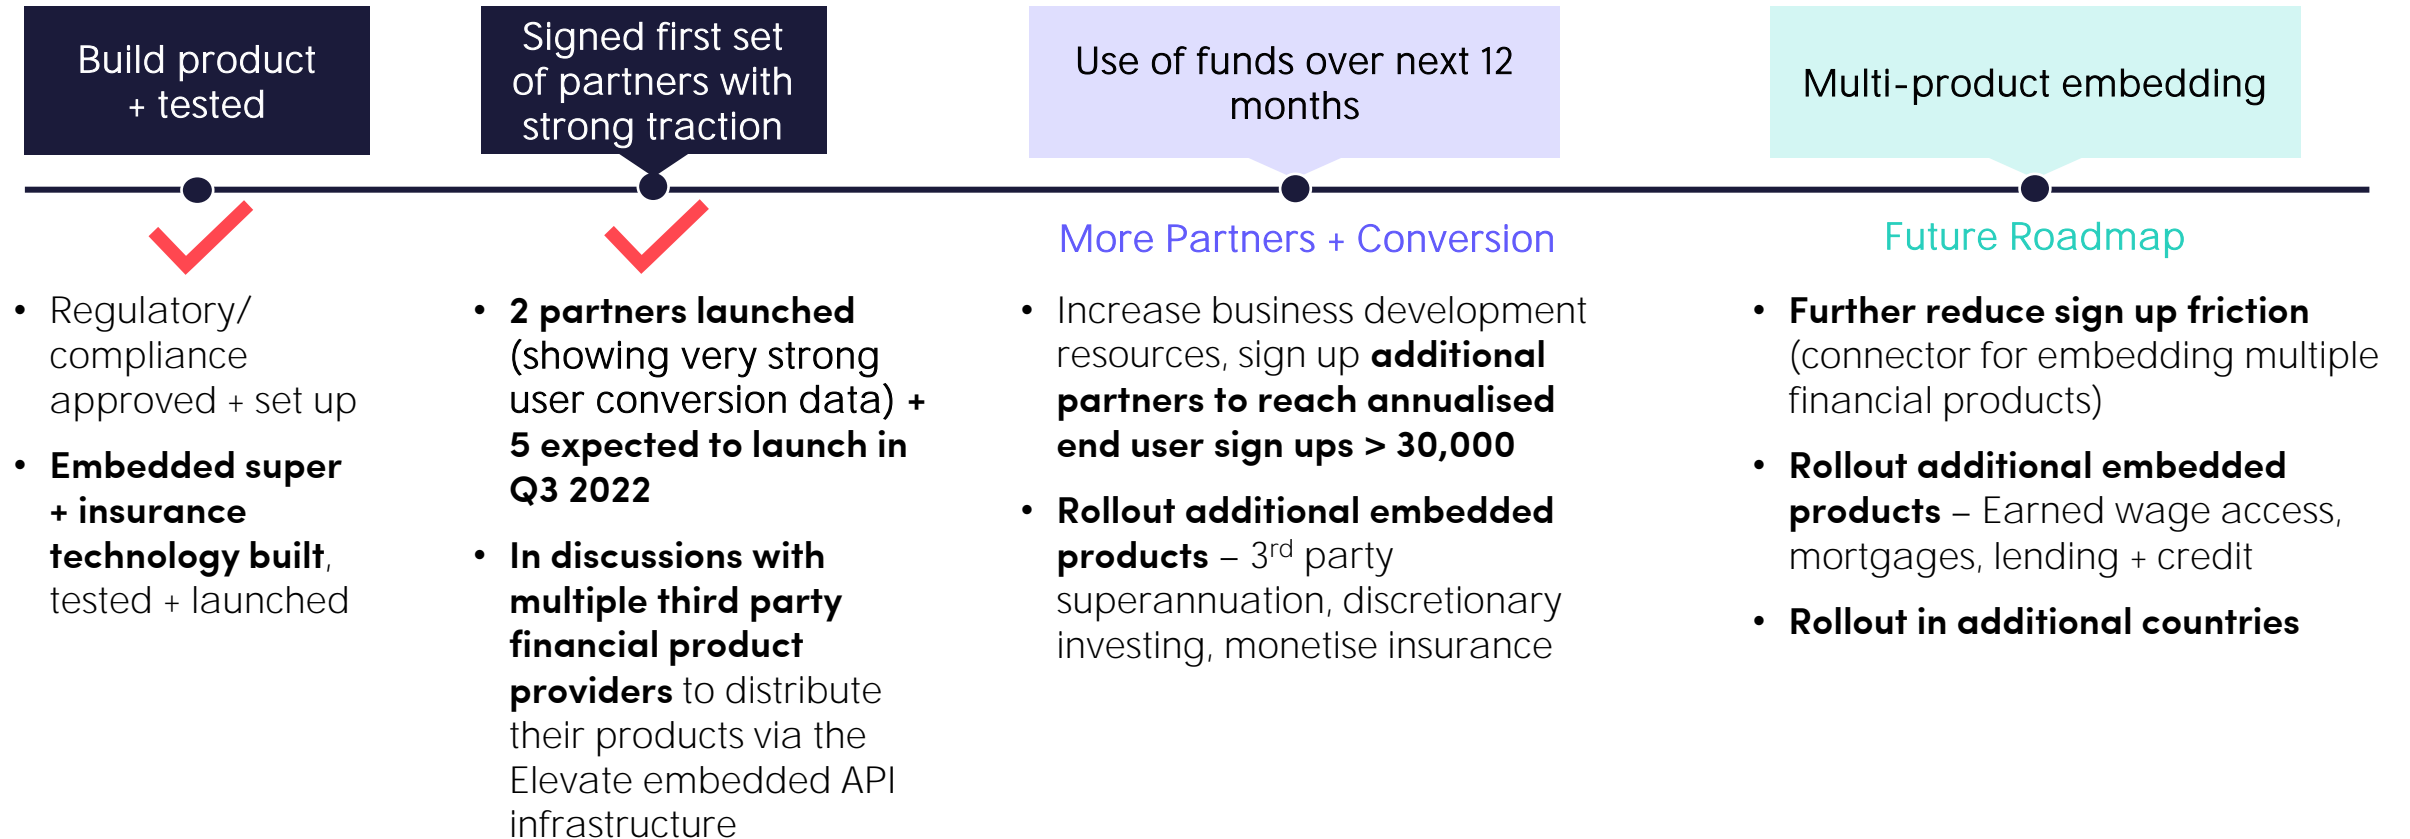 Build product
+ tested
Signed first set
of partners with
strong traction
Use of funds over next 12
months
Multi-product embedding
• Regulatory/
compliance
approved + set up
• Embedded super
+ insurance
technology built,
tested + launched
• 2 partners launched
(showing very strong
user conversion data) +
5 expected to launch in
Q3 2022
• In discussions with
multiple third party
financial product
providers to distribute
their products via the
Elevate embedded API
infrastructure
More Partners + Conversion
• Increase business development
resources, sign up additional
partners to reach annualised
end user sign ups > 30,000
• Rollout additional embedded
products – 3rd party
superannuation, discretionary
investing, monetise insurance
Future Roadmap
• Further reduce sign up friction
(connector for embedding multiple
financial products)
• Rollout additional embedded
products – Earned wage access,
mortgages, lending + credit
• Rollout in additional countries